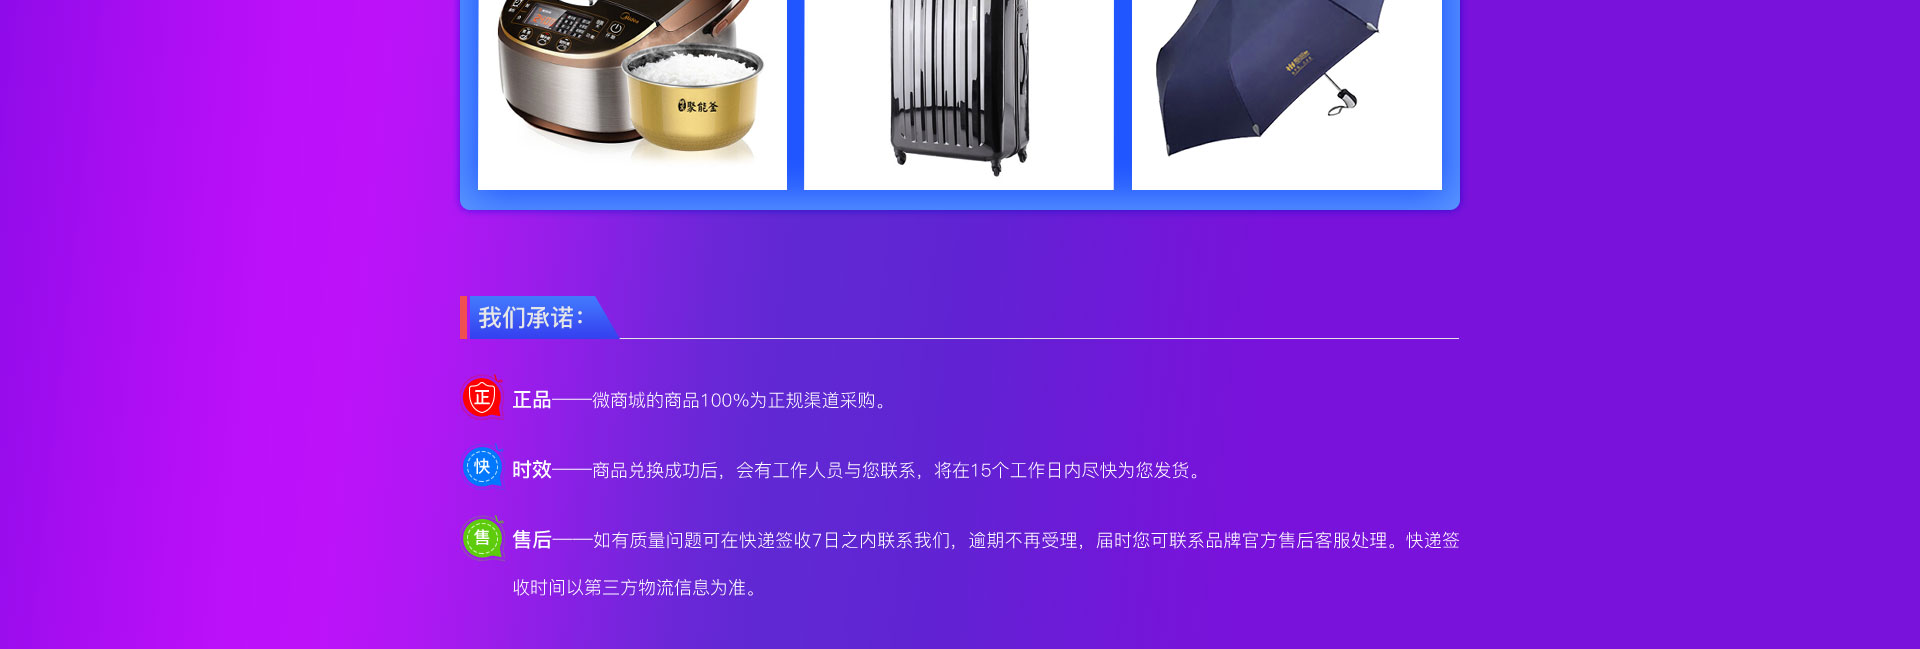 Midea
聚能釜
我们承诺：
正 正品——微商城的商品100%为正规渠道采购。
快 时效——商品兑换成功后，会有工作人员与您联系，将在15个工作日内尽快为您发货。
售 售后——如有质量问题可在快递签收7日之内联系我们，逾期不再受理，届时您可联系品牌官方售后客服处理。快递签
收时间以第三方物流信息为准。